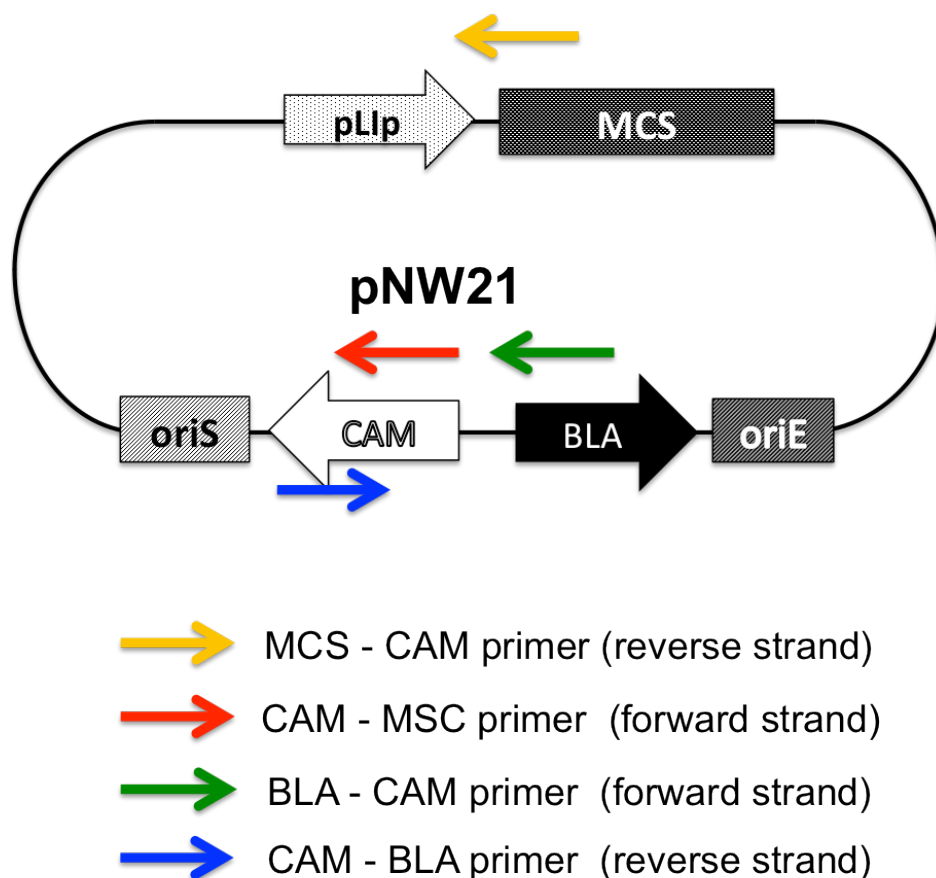 pLIp
MCS
pNW21
oriS
CAM
BLA
oriE
MCS - CAM primer (reverse strand)
CAM - MSC primer (forward strand)
BLA - CAM primer (forward strand)
CAM - BLA primer (reverse strand)